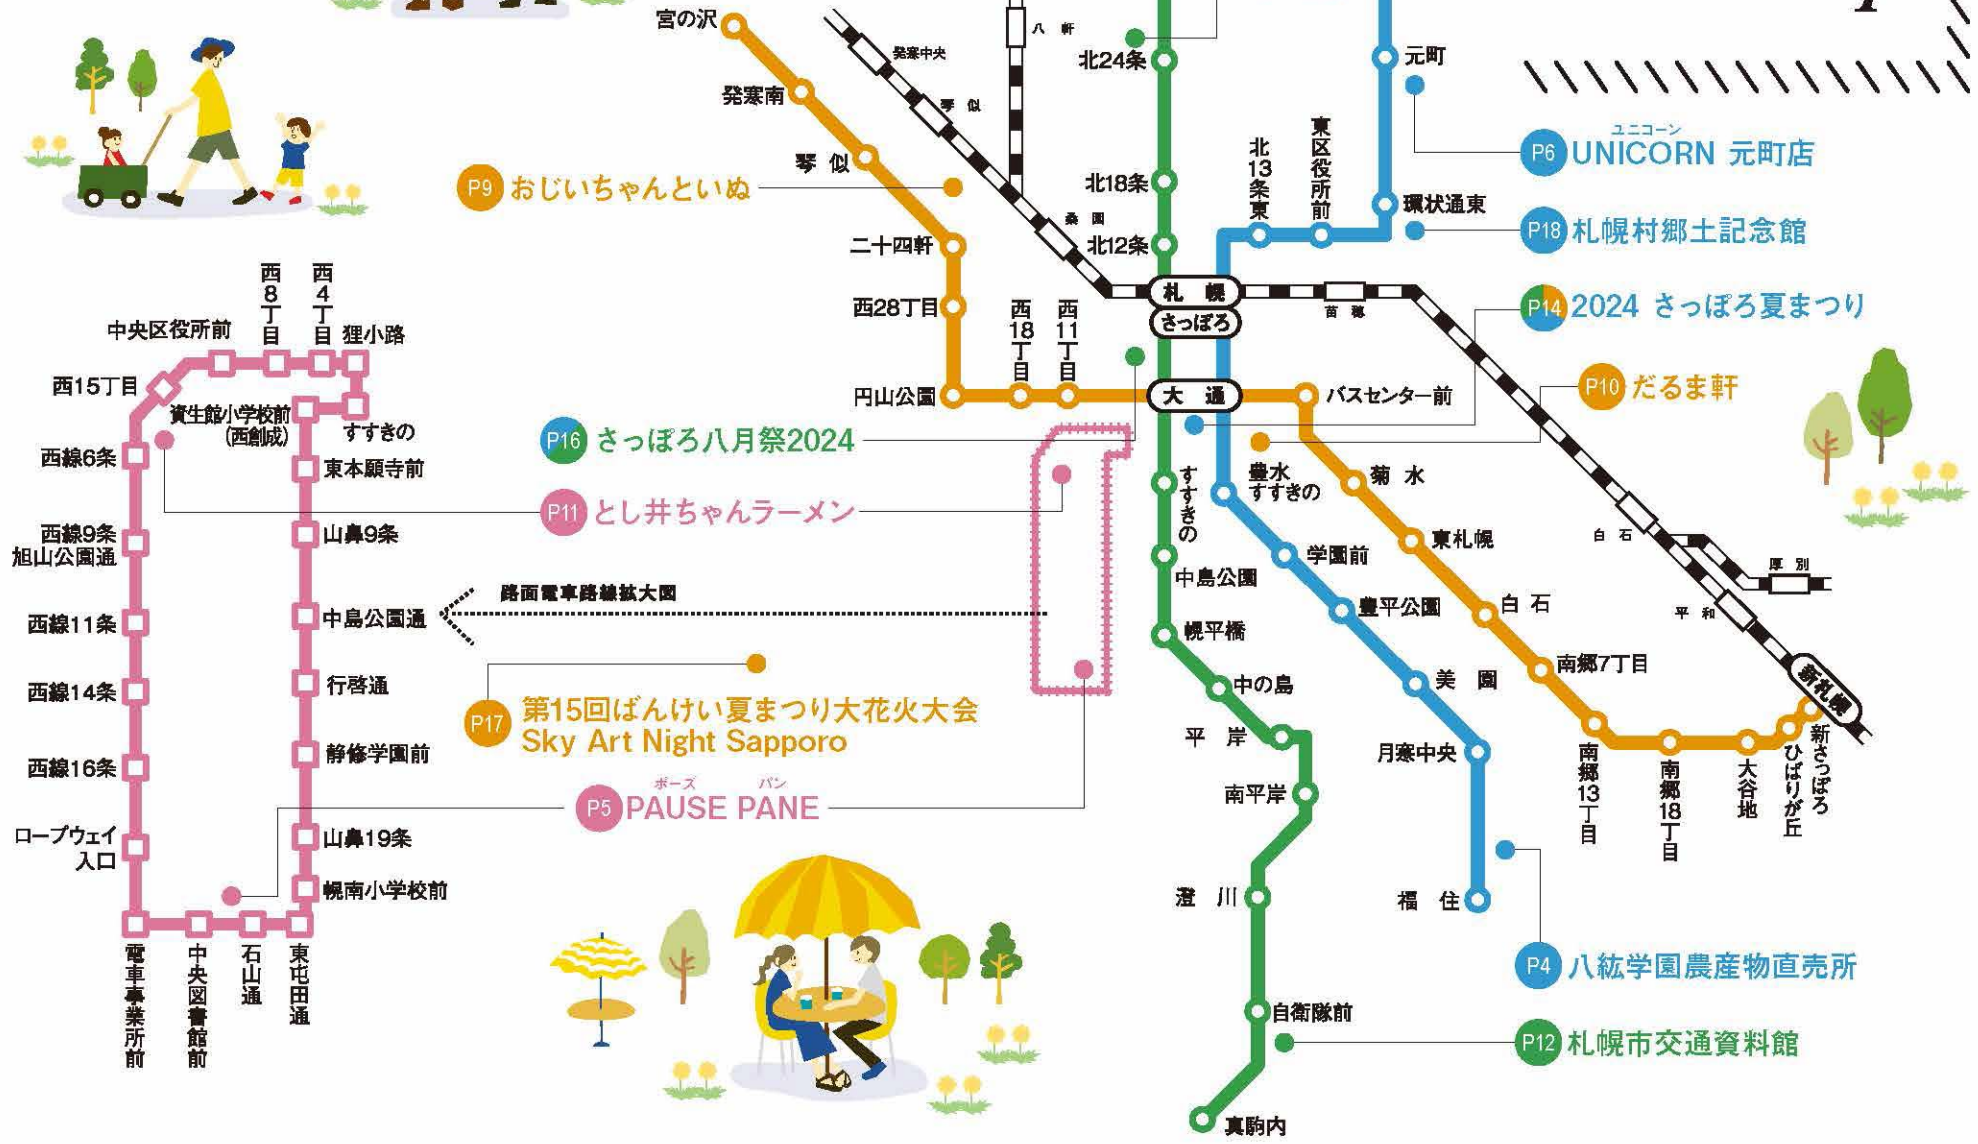 宮の沢
発寒南
琴似
二十四軒
西28丁目
円山公園
西18丁目
西11丁目
大通
バスセンター前
菊水
東札幌
白石
南郷7丁目
南郷13丁目
南郷18丁目
大谷地
ひばりが丘
新さっぽろ
新札幌
発寒中央
琴似
桑園
八軒
札幌
さっぽろ
苗穂
白石
厚別
平和
北24条
北18条
北12条
すすきの
中島公園
幌平橋
中の島
平岸
南平岸
澄川
自衛隊前
真駒内
元町
環状通東
東区役所前
北13条東
豊水
すすきの
学園前
豊平公園
美園
月寒中央
福住
ユニコーン
P6 UNICORN 元町店
P18 札幌村郷土記念館
P14 2024 さっぽろ夏まつり
P10 だるま軒
P9 おじいちゃんといぬ
P16 さっぽろ八月祭2024
P11 とし井ちゃんラーメン
路面電車路線拡大図
P17 第15回ばんけい夏まつり大花火大会
Sky Art Night Sapporo
ポーズ パン
P5 PAUSE PANE
P4 八紘学園農産物直売所
P12 札幌市交通資料館
西4丁目
西8丁目
狸小路
中央区役所前
西15丁目
資生館小学校前
(西創成)
すすきの
西線6条
東本願寺前
西線9条
旭山公園通
山鼻9条
西線11条
中島公園通
西線14条
行啓通
西線16条
静修学園前
ロープウェイ
入口
山鼻19条
幌南小学校前
電車事業所前
中央図書館前
石山通
東屯田通